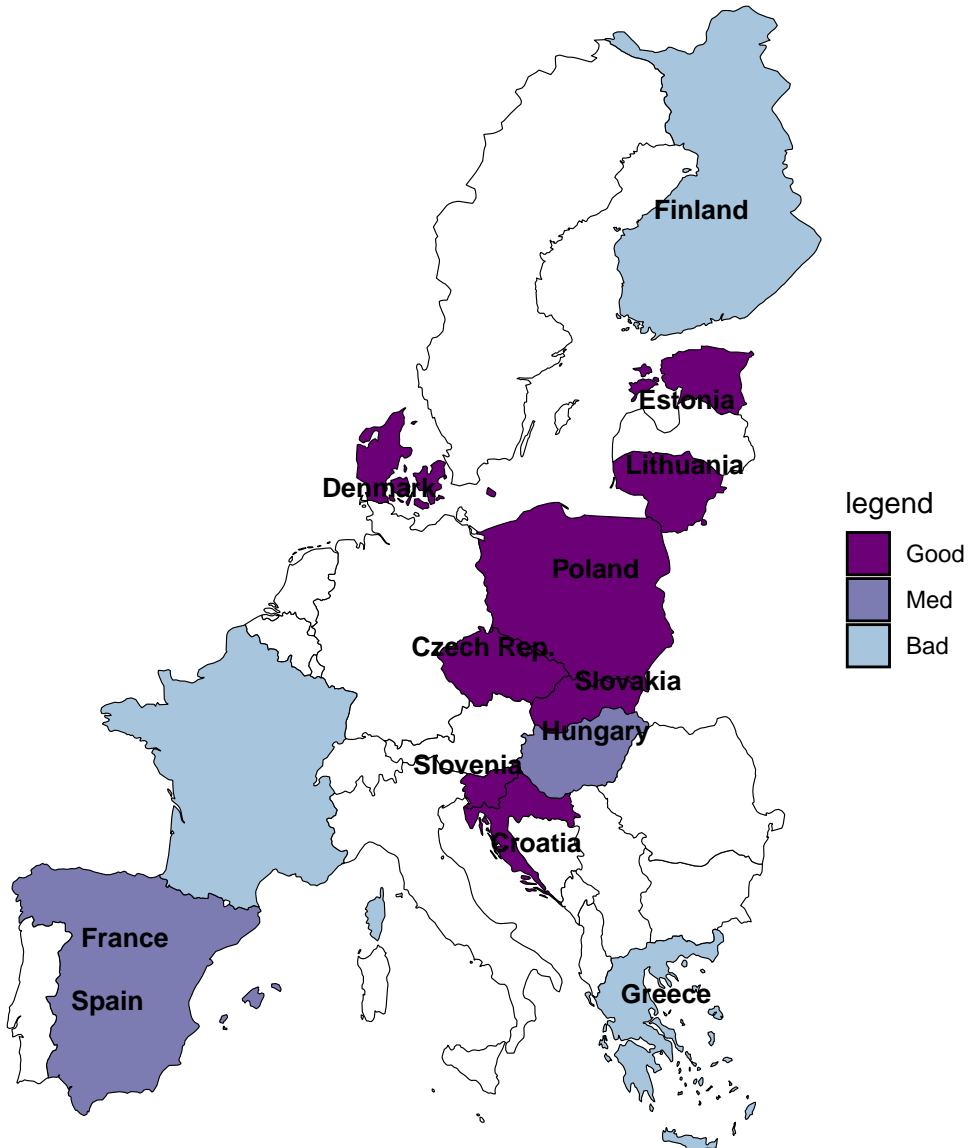 Finland
Estonia
Lithuania
Denmark
Poland
Czech Rep.
Slovakia
Hungary
Slovenia
Croatia
France
Spain
Greece
legend
Good
Med
Bad